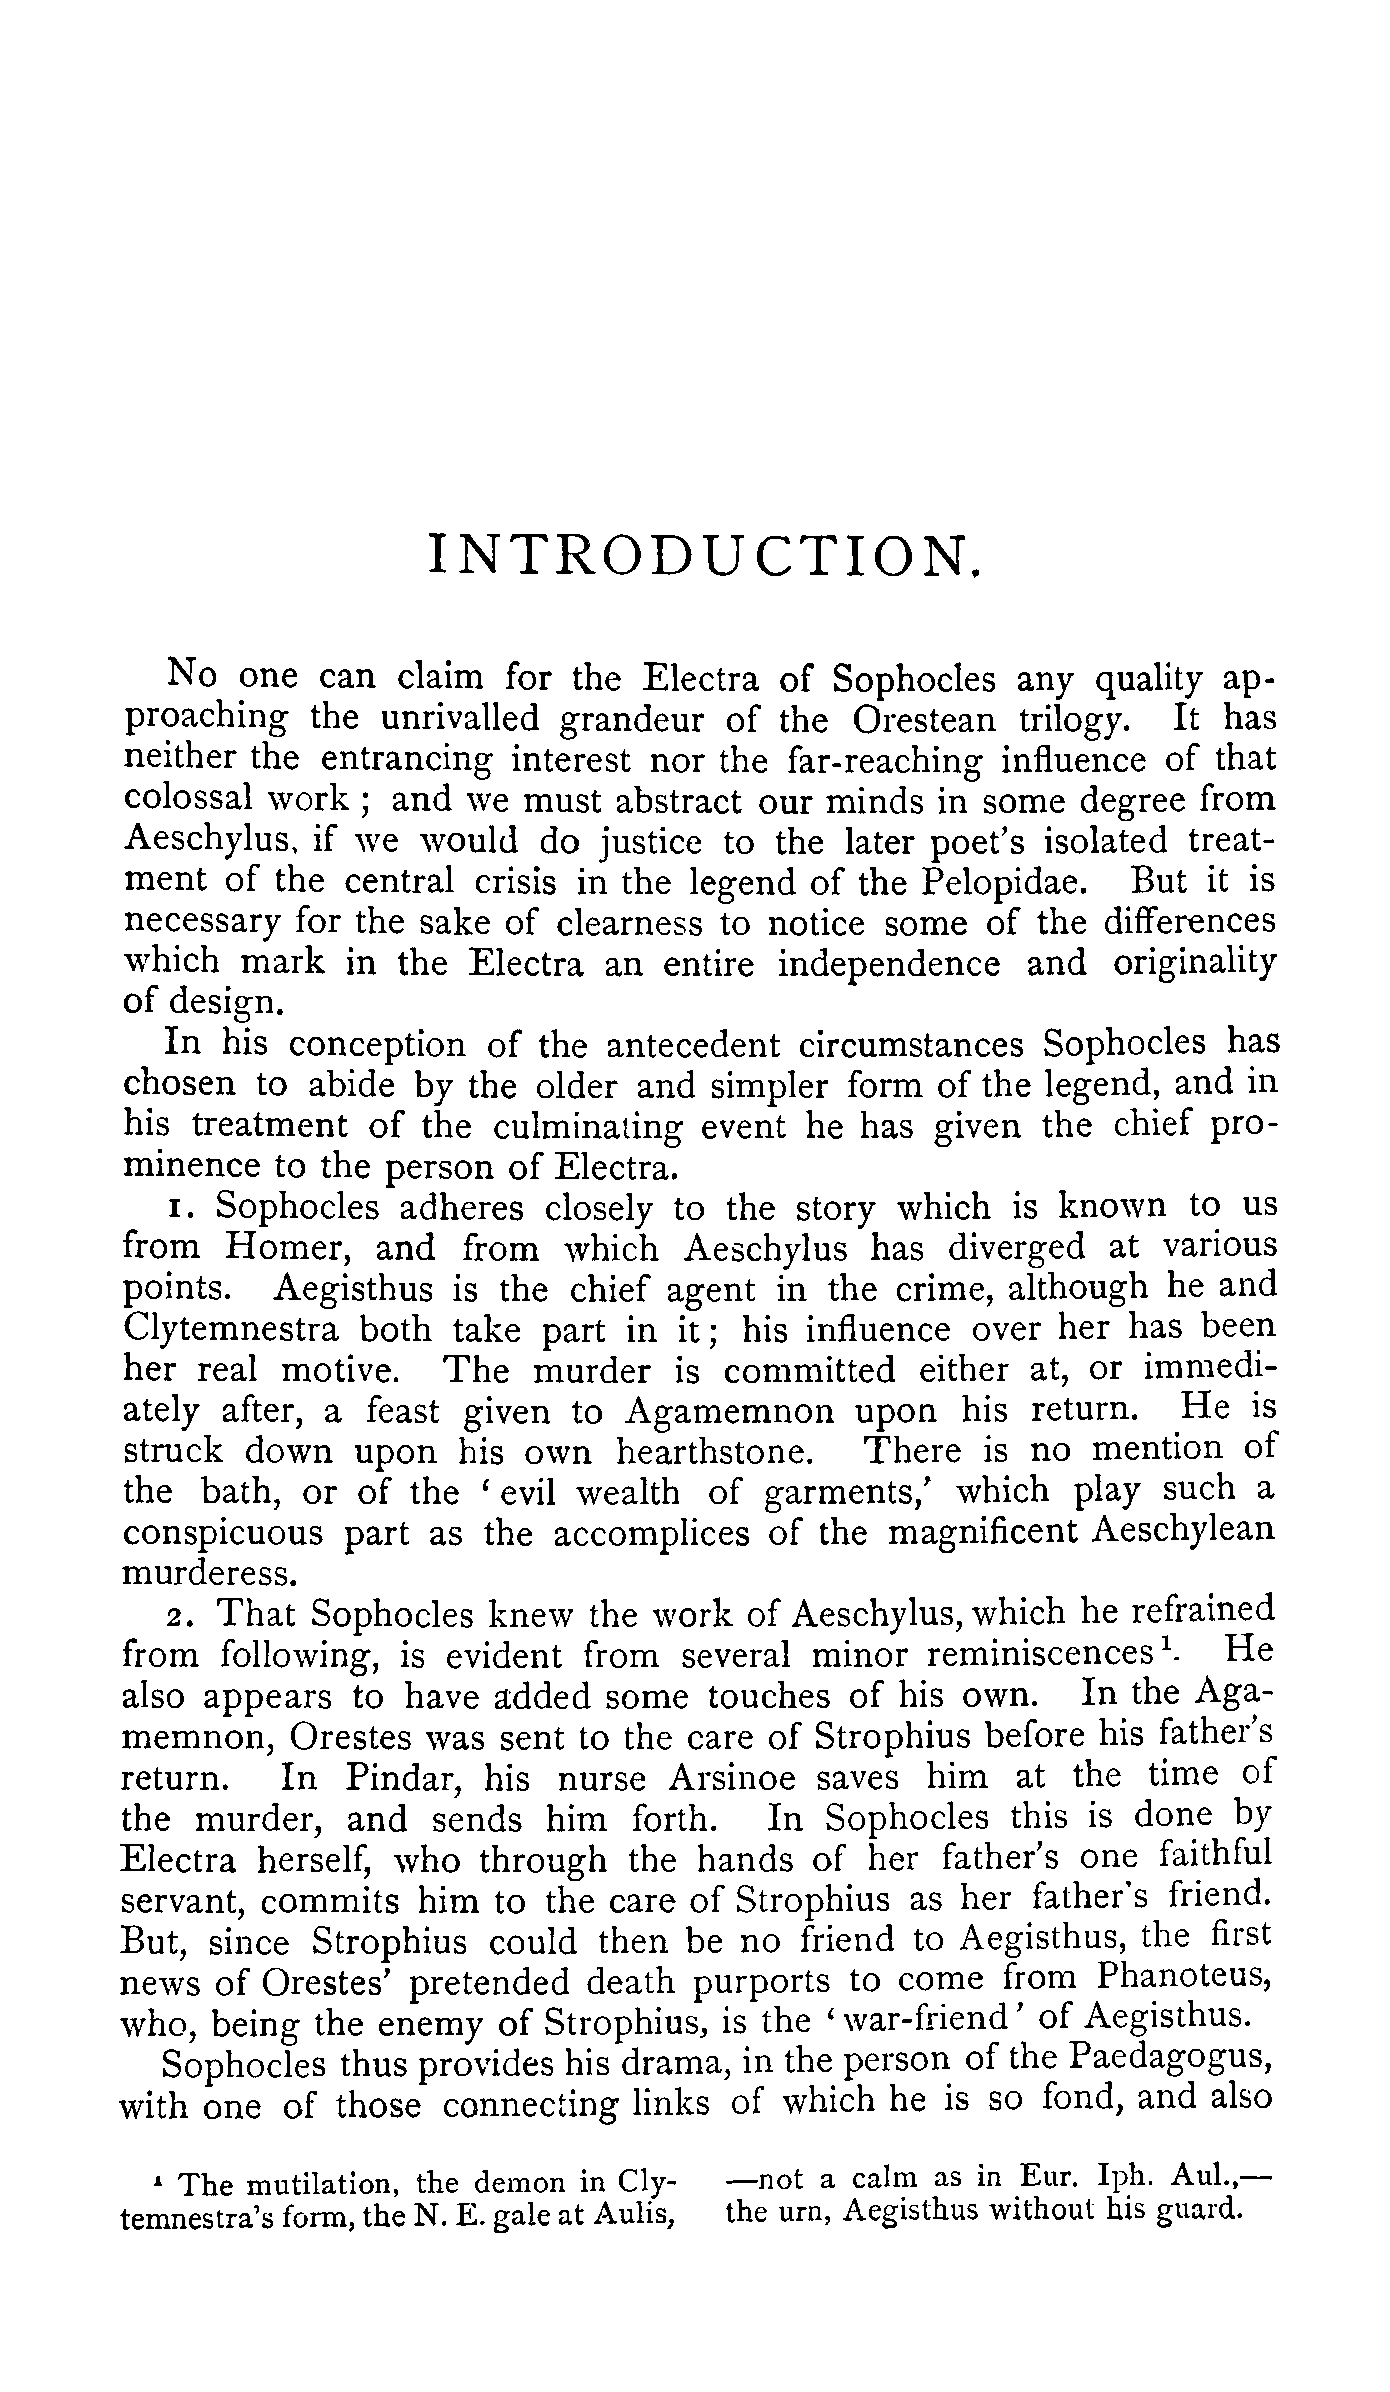 INTRODUCTION.
No one can claim for the Electra of Sophocles any quality ap-
proaching the unrivalled grandeur of the Orestean trilogy. It has
neither the entrancing interest nor the far-reaching influence of that
colossal work ; and we must abstract our minds in some degree from
Aeschylus, if we would do justice to the later poet's isolated treat-
ment of the central crisis in the legend of the Pelopidae. But it is
necessary for the sake of clearness to notice some of the differences
which mark in the Electra an entire independence and originality
of design.
In his conception of the antecedent circumstances Sophocles has
chosen to abide by the older and simpler form of the legend, and in
his treatment of the culminating event he has given the chief pro-
minence to the person of Electra.
1. Sophocles adheres closely to the story which is known to us
from Homer, and from which Aeschylus has diverged at various
points. Aegisthus is the chief agent in the crime, although he and
Clytemnestra both take part in it ; his influence over her has been
her real motive. The murder is committed either at, or immedi-
ately after, a feast given to Agamemnon upon his return. He is
struck down upon his own hearthstone. There is no mention of
the bath, or of the ‘ evil wealth of garments,’ which play such a
conspicuous part as the accomplices of the magnificent Aeschylean
murderess.
2. That Sophocles knew the work of Aeschylus, which he refrained
from following, is evident from several minor reminiscences¹. He
also appears to have added some touches of his own. In the Aga-
memnon, Orestes was sent to the care of Strophius before his father's
return. In Pindar, his nurse Arsinoe saves him at the time of
the murder, and sends him forth. In Sophocles this is done by
Electra herself, who through the hands of her father's one faithful
servant, commits him to the care of Strophius as her father's friend.
But, since Strophius could then be no friend to Aegisthus, the first
news of Orestes' pretended death purports to come from Phanoteus,
who, being the enemy of Strophius, is the ‘ war-friend ’ of Aegisthus.
Sophocles thus provides his drama, in the person of the Paedagogus,
with one of those connecting links of which he is so fond, and also
¹ The mutilation, the demon in Cly-
temnestra's form, the N. E. gale at Aulis,
—not a calm as in Eur. Iph. Aul.,—
the urn, Aegisthus without his guard.